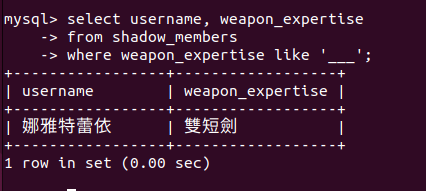 mysql> select username, weapon_expertise
    -> from shadow_members
    -> where weapon_expertise like '___';
+-----------------+------------------+
| username        | weapon_expertise |
+-----------------+------------------+
| 娜雅特蕾依      | 雙短劍           |
+-----------------+------------------+
1 row in set (0.00 sec)